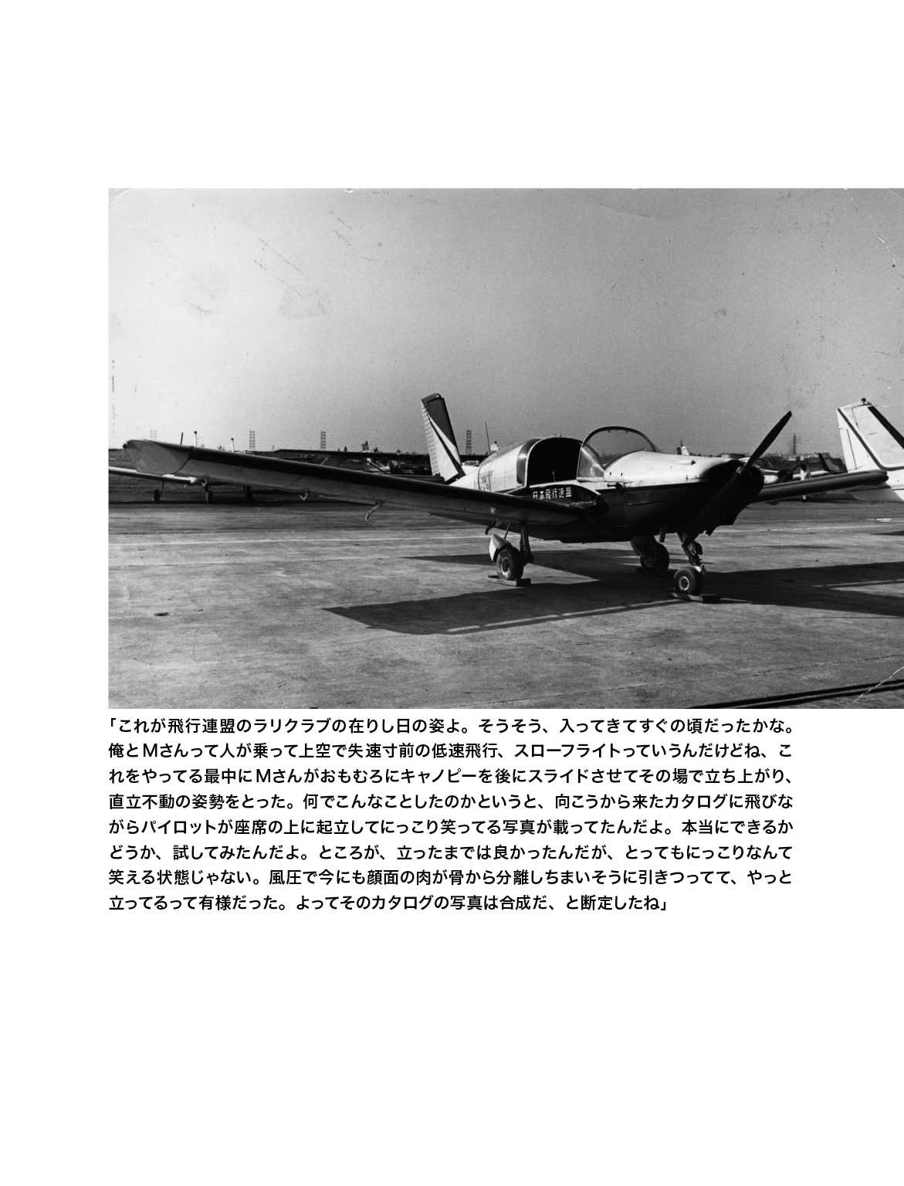 日本飛行連盟
「これが飛行連盟のラリクラブの在りし日の姿よ。そうそう、入ってきてすぐの頃だったかな。
俺とMさんって人が乗って上空で失速寸前の低速飛行、スローフライトっていうんだけどね、こ
れをやってる最中にMさんがおもむろにキャノピーを後にスライドさせてその場で立ち上がり、
直立不動の姿勢をとった。何でこんなことしたのかというと、向こうから来たカタログに飛びな
がらパイロットが座席の上に起立してにっこり笑ってる写真が載ってたんだよ。本当にできるか
どうか、試してみたんだよ。ところが、立ったまでは良かったんだが、とってもにっこりなんて
笑える状態じゃない。風圧で今にも顔面の肉が骨から分離しちまいそうに引きつってて、やっと
立ってるって有様だった。よってそのカタログの写真は合成だ、と断定したね」